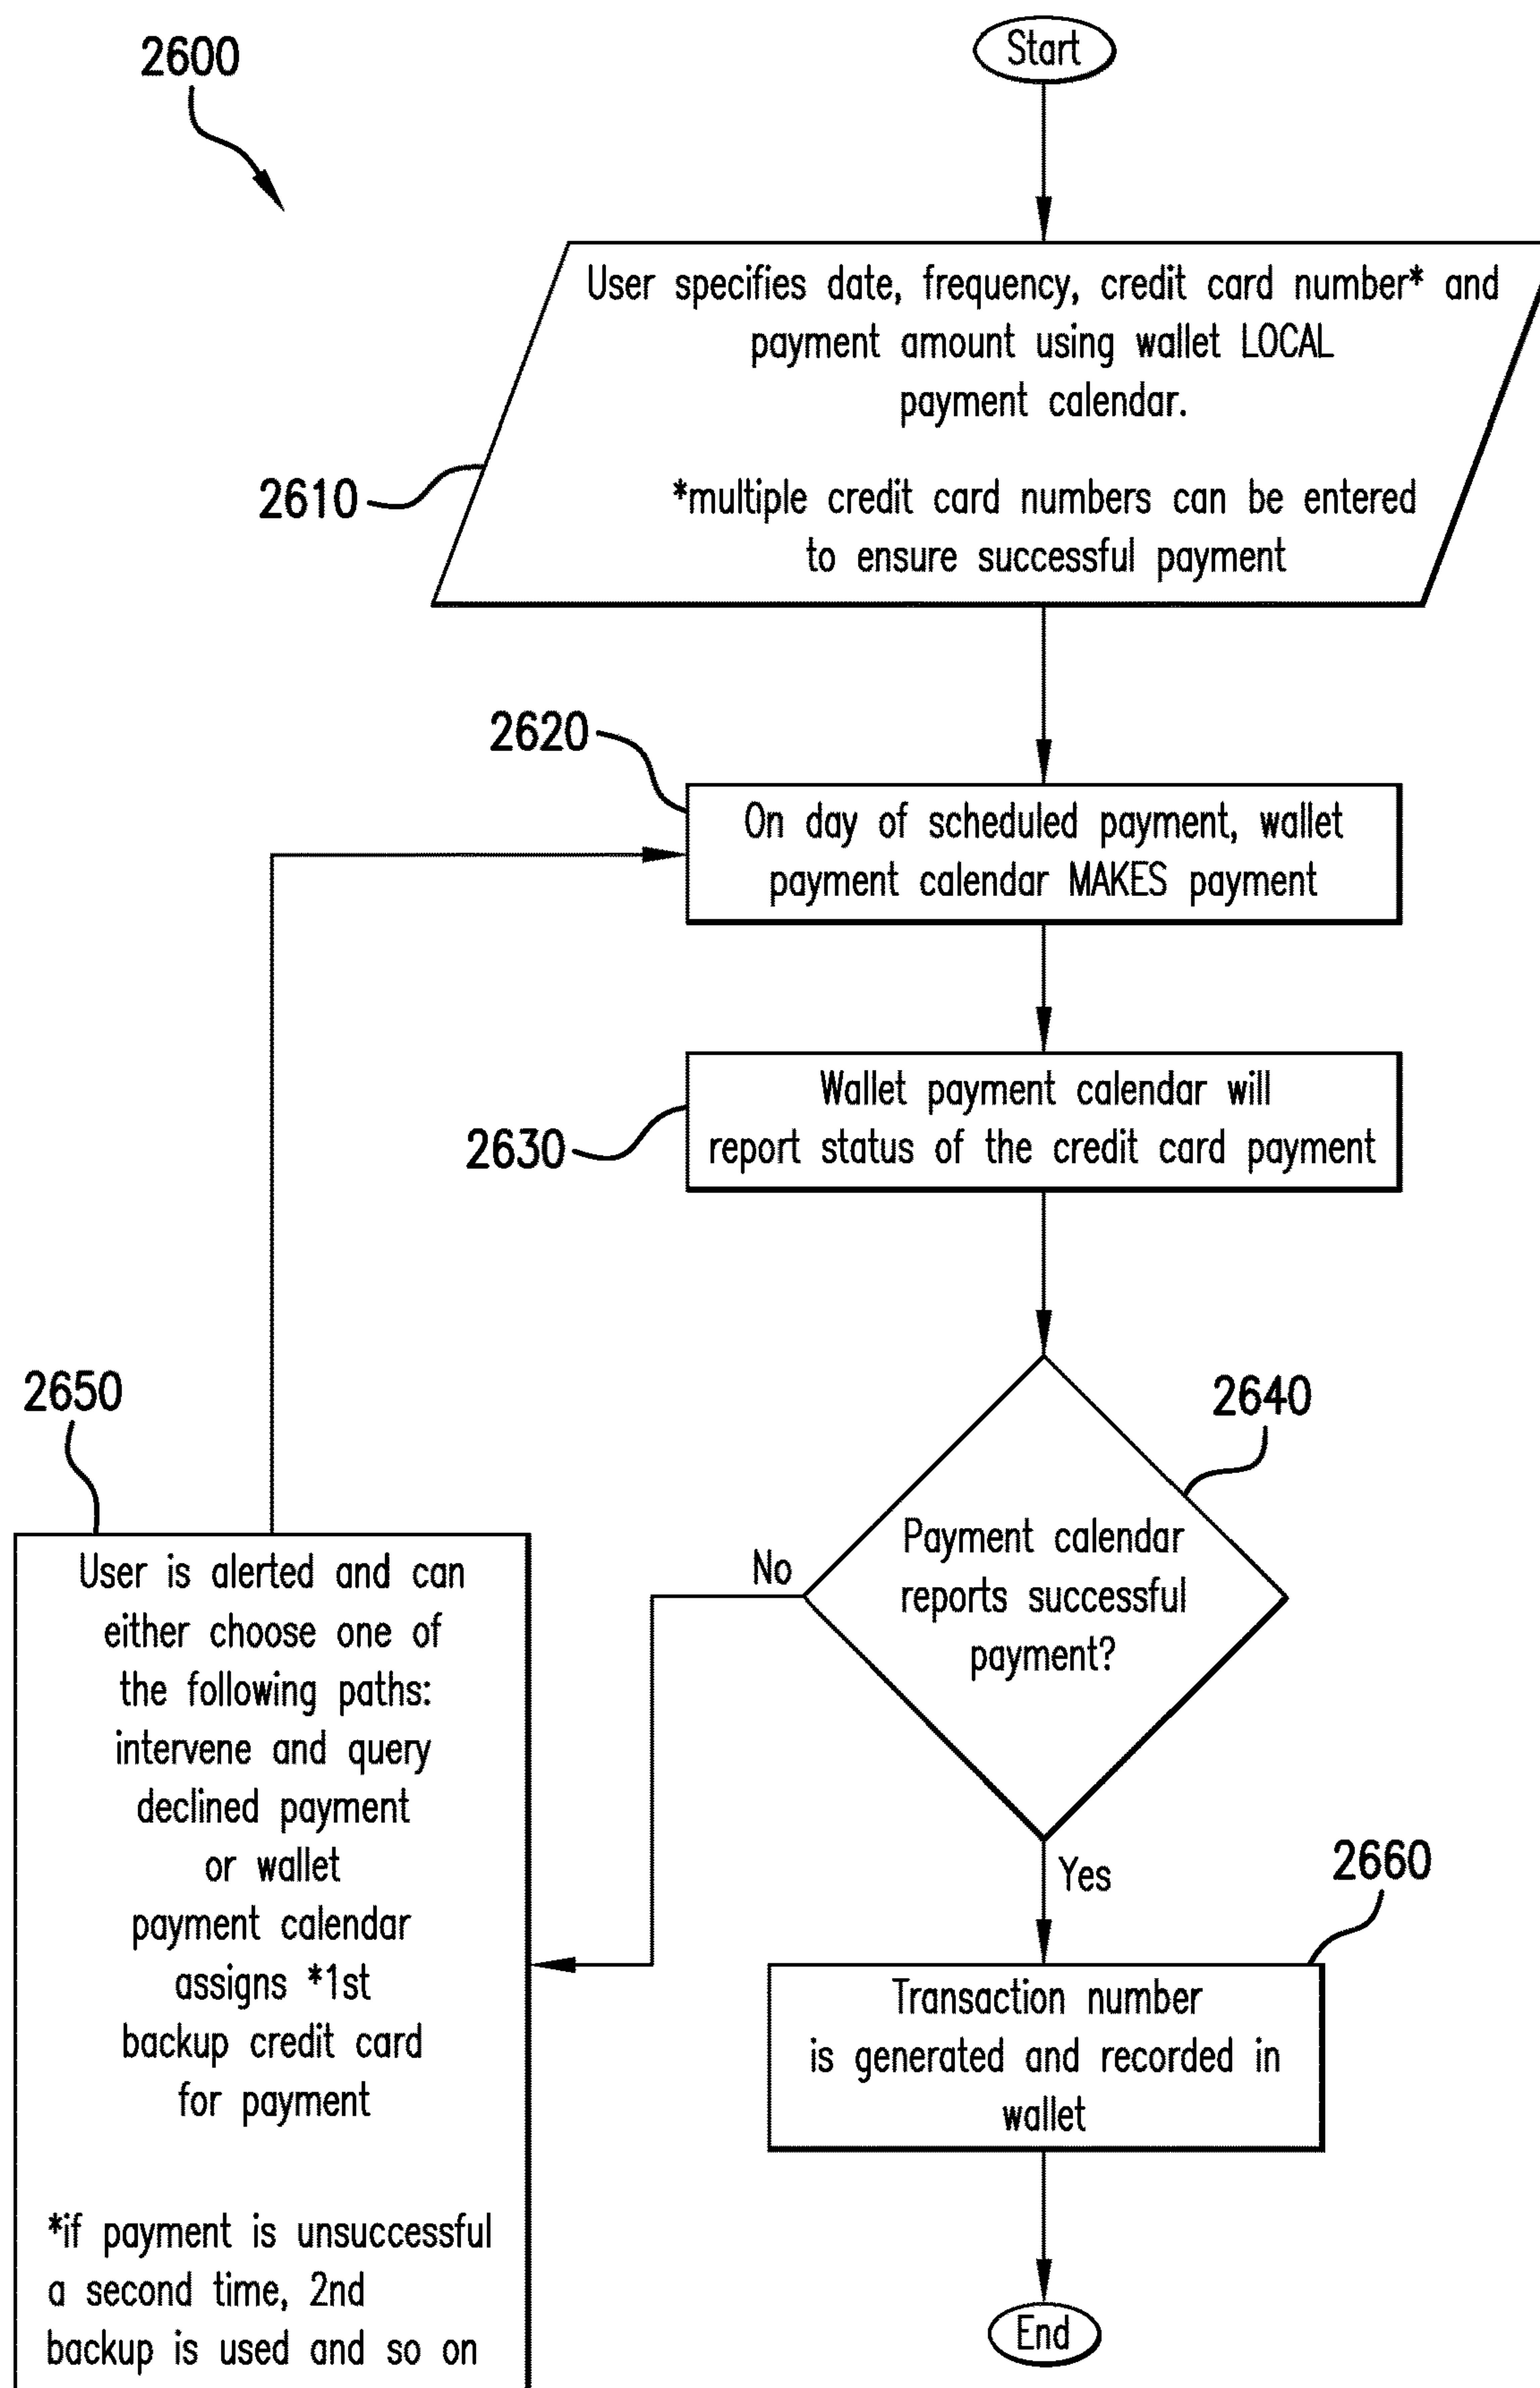 2600
Start
User specifies date, frequency, credit card number* and
payment amount using wallet LOCAL
payment calendar.
*multiple credit card numbers can be entered
to ensure successful payment
2610
2620
On day of scheduled payment, wallet
payment calendar MAKES payment
Wallet payment calendar will
report status of the credit card payment
2630
2640
Payment calendar
reports successful
payment?
No
Yes
2650
User is alerted and can
either choose one of
the following paths:
intervene and query
declined payment
or wallet
payment calendar
assigns *1st
backup credit card
for payment
*if payment is unsuccessful
a second time, 2nd
backup is used and so on
2660
Transaction number
is generated and recorded in
wallet
End